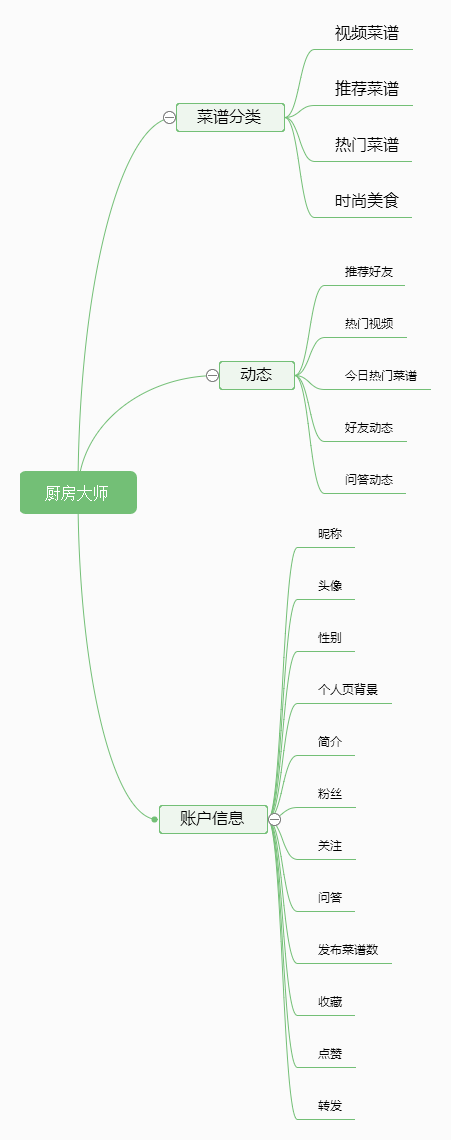 厨房大师
菜谱分类
视频菜谱
推荐菜谱
热门菜谱
时尚美食
动态
推荐好友
热门视频
今日热门菜谱
好友动态
问答动态
账户信息
昵称
头像
性别
个人页背景
简介
粉丝
关注
问答
发布菜谱数
收藏
点赞
转发